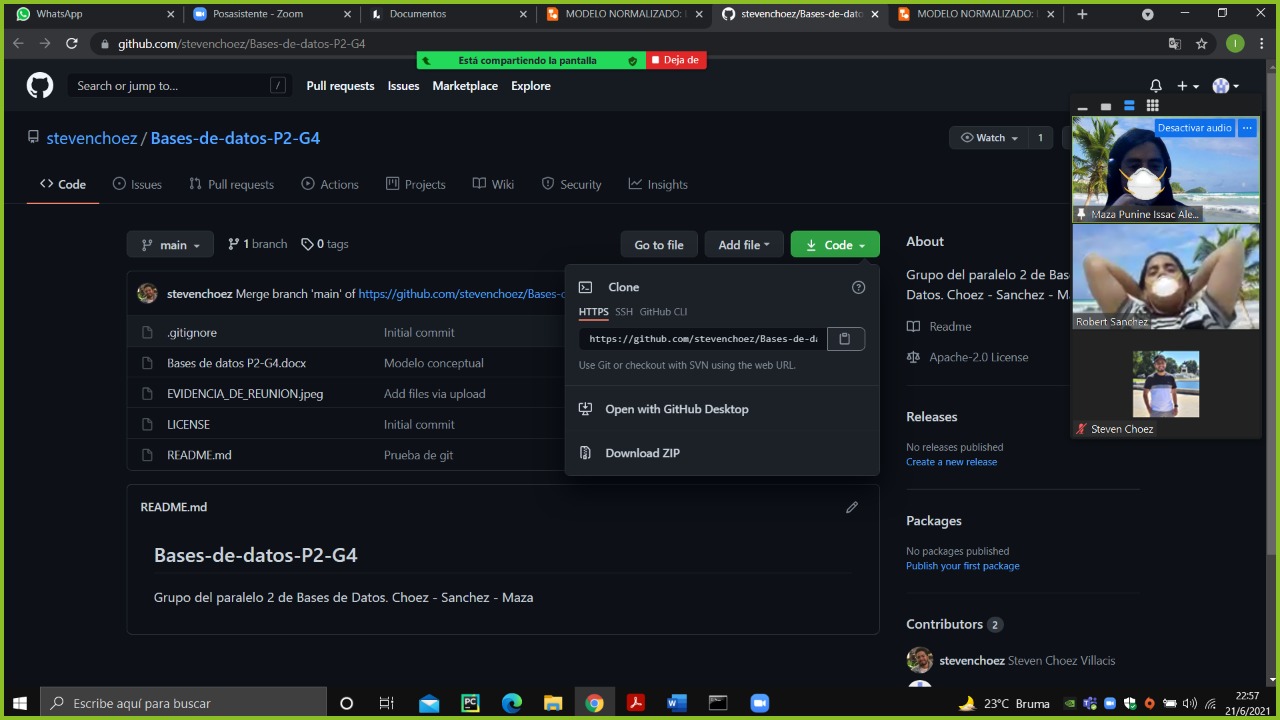 WhatsApp
Posasistente - Zoom
Documentos
MODELO NORMALIZADO:
stevenchoez/Bases-de-dato
MODELO NORMALIZADO:
github.com/stevenchoez/Bases-de-datos-P2-G4
Está compartiendo la pantalla
Deja de
Search or jump to...
/
Pull requests
Issues
Marketplace
Explore
stevenchoez / Bases-de-datos-P2-G4
Watch
1
Code
Issues
Pull requests
Actions
Projects
Wiki
Security
Insights
main
1 branch
0 tags
Go to file
Add file
Code
stevenchoez Merge branch 'main' of https://github.com/stevenchoez/Bases-
.gitignore
Initial commit
Bases de datos P2-G4.docx
Modelo conceptual
EVIDENCIA_DE_REUNION.jpeg
Add files via upload
LICENSE
Initial commit
README.md
Prueba de git
Clone
HTTPS
SSH
GitHub CLI
https://github.com/stevenchoez/Bases-de-da
Use Git or checkout with SVN using the web URL.
Open with GitHub Desktop
Download ZIP
README.md
Bases-de-datos-P2-G4
Grupo del paralelo 2 de Bases de Datos. Choez - Sanchez - Maza
About
Grupo del paralelo 2 de Bas
Datos. Choez - Sanchez - M
Readme
Apache-2.0 License
Releases
No releases published
Create a new release
Packages
No packages published
Publish your first package
Contributors 2
stevenchoez Steven Choez Villacis
Desactivar audio
...
Maza Punine Issac Ale...
Robert Sanchez
Steven Choez
Escribe aquí para buscar
PC
23°C Bruma
22:57
21/6/2021